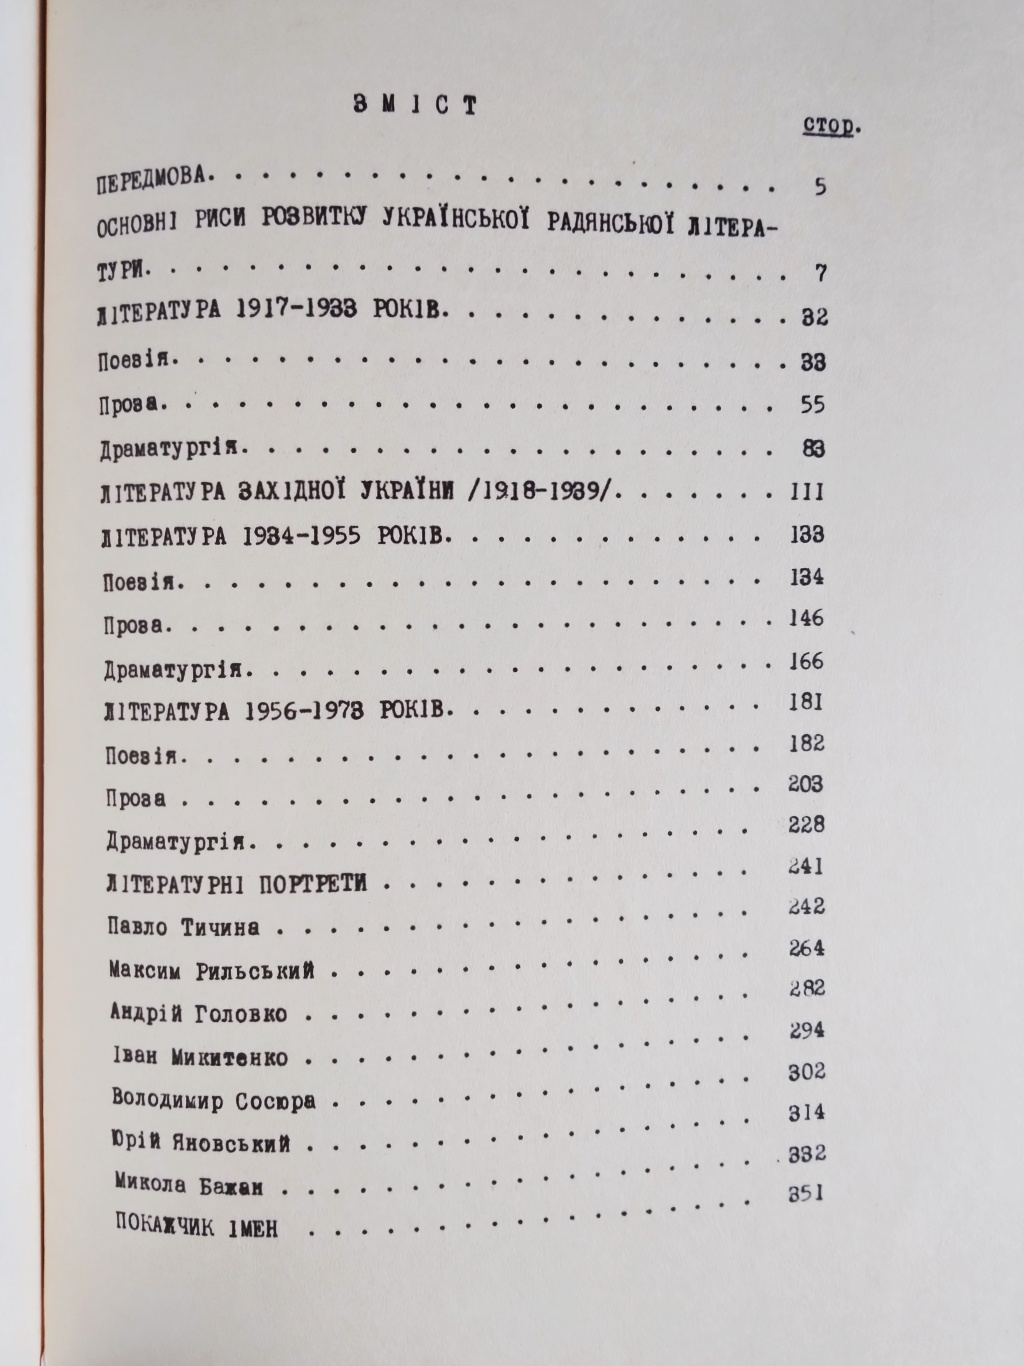 ЗМІСТ
стор.
ПЕРЕДМОВА. . . . . . . . . . . . . . . . . . . . . . 5
ОСНОВНІ РИСИ РОЗВИТКУ УКРАЇНСЬКОЇ РАДЯНСЬКОЇ ЛІТЕРА-
ТУРИ. . . . . . . . . . . . . . . . . . . . . . . . . 7
ЛІТЕРАТУРА 1917-1933 РОКІВ. . . . . . . . . . . . . . 32
Поезія. . . . . . . . . . . . . . . . . . . . . . . . 33
Проза. . . . . . . . . . . . . . . . . . . . . . . . 55
Драматургія. . . . . . . . . . . . . . . . . . . . . 83
ЛІТЕРАТУРА ЗАХІДНОЇ УКРАЇНИ /1918-1939/. . . . . . . 111
ЛІТЕРАТУРА 1934-1955 РОКІВ. . . . . . . . . . . . . 133
Поезія. . . . . . . . . . . . . . . . . . . . . . . 134
Проза. . . . . . . . . . . . . . . . . . . . . . . . 146
Драматургія. . . . . . . . . . . . . . . . . . . . . 166
ЛІТЕРАТУРА 1956-1973 РОКІВ. . . . . . . . . . . . . 181
Поезія. . . . . . . . . . . . . . . . . . . . . . . 182
Проза . . . . . . . . . . . . . . . . . . . . . . . 203
Драматургія. . . . . . . . . . . . . . . . . . . . 228
ЛІТЕРАТУРНІ ПОРТРЕТИ . . . . . . . . . . . . . . . 241
Павло Тичина . . . . . . . . . . . . . . . . . . . 242
Максим Рильський . . . . . . . . . . . . . . . . . 264
Андрій Головко . . . . . . . . . . . . . . . . . . 282
Іван Микитенко . . . . . . . . . . . . . . . . . . 294
Володимир Сосюра . . . . . . . . . . . . . . . . . 302
Юрій Яновський . . . . . . . . . . . . . . . . . . 314
Микола Бажан . . . . . . . . . . . . . . . . . . . 332
ПОКАЖЧИК ІМЕН . . . . . . . . . . . . . . . . . . 351